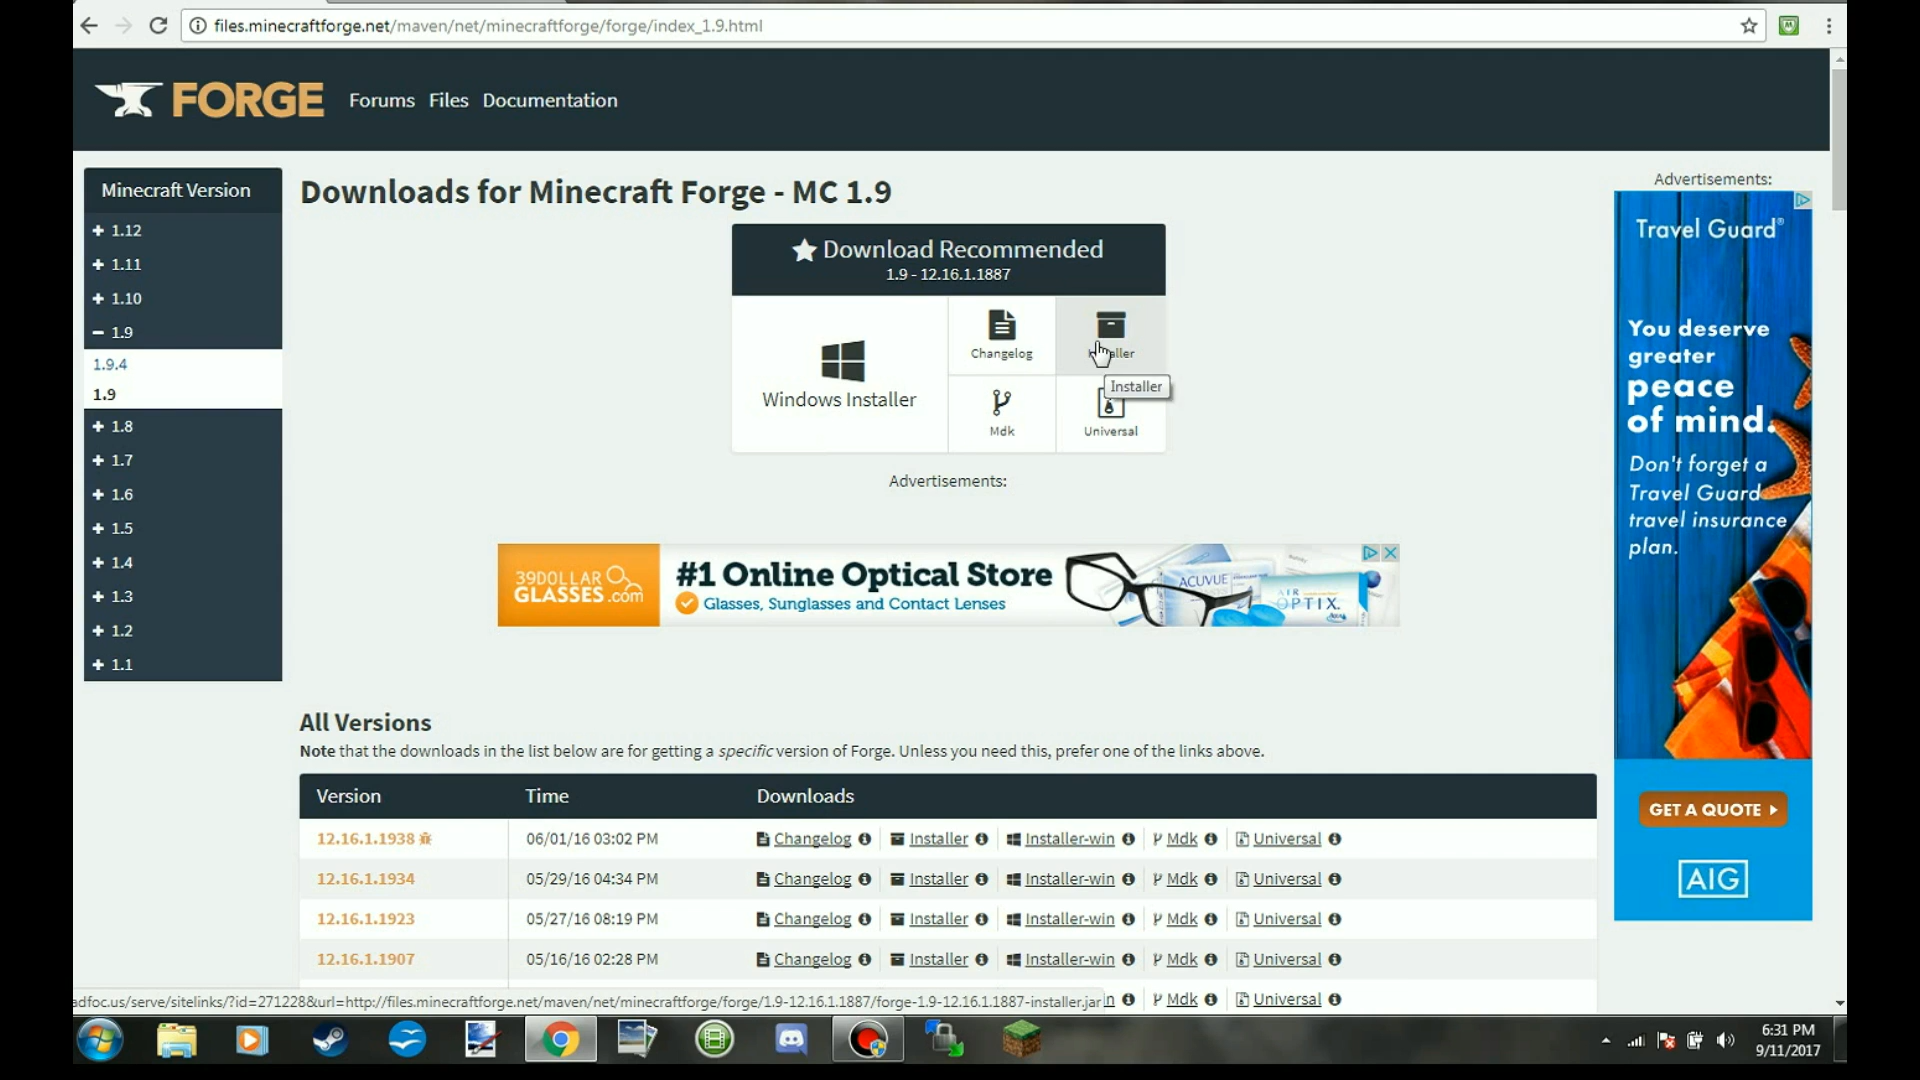 files.minecraftforge.net/maven/net/minecraftforge/forge/index_1.9.html
FORGE Forums Files Documentation
Minecraft Version
1.12
1.11
1.10
1.9
1.9.4
1.9
1.8
1.7
1.6
1.5
1.4
1.3
1.2
1.1
Downloads for Minecraft Forge - MC 1.9
Download Recommended
1.9 - 12.16.1.1887
Windows Installer
Changelog
Installer
Mdk
Universal
Advertisements:
39DOLLAR
GLASSES.com
#1 Online Optical Store
Glasses, Sunglasses and Contact Lenses
ACUVUE
AIR
OPTIX
All Versions
Note that the downloads in the list below are for getting a specific version of Forge. Unless you need this, prefer one of the links above.
Version Time Downloads
12.16.1.1938 06/01/16 03:02 PM Changelog Installer Installer-win Mdk Universal
12.16.1.1934 05/29/16 04:34 PM Changelog Installer Installer-win Mdk Universal
12.16.1.1923 05/27/16 08:19 PM Changelog Installer Installer-win Mdk Universal
12.16.1.1907 05/16/16 02:28 PM Changelog Installer Installer-win Mdk Universal
adfoc.us/serve/sitelinks/?id=271228&url=http://files.minecraftforge.net/maven/net/minecraftforge/forge/1.9-12.16.1.1887/forge-1.9-12.16.1.1887-installer.jar n Mdk Universal
Advertisements:
Travel Guard®
You deserve
greater
peace
of mind.
Don't forget a
Travel Guard
travel insurance
plan.
GET A QUOTE
AIG
6:31 PM
9/11/2017